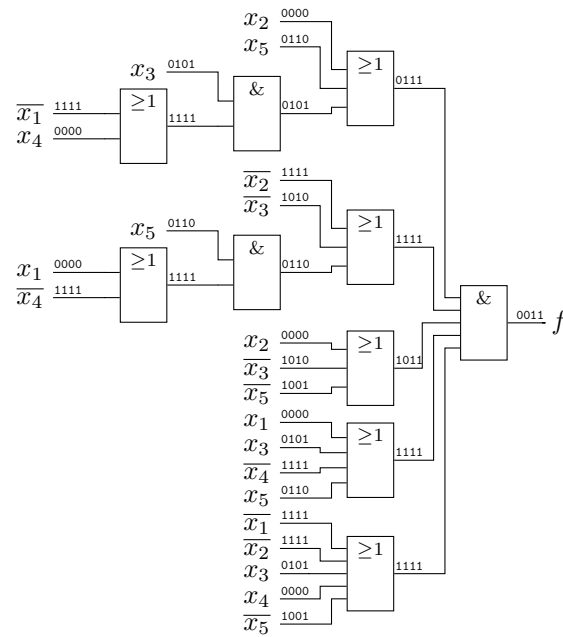 x₂ 0000
x₅ 0110 ≥1 0111
x₃ 0101 & 0101
x̅₁ 1111 ≥1 1111
x₄ 0000
x̅₂ 1111
x̅₃ 1010 ≥1 1111
x₅ 0110 & 0110
x₁ 0000 ≥1 1111
x̅₄ 1111
& 0011 f
x₂ 0000 ≥1
x̅₃ 1010 1011
x̅₅ 1001
x₁ 0000 ≥1
x₃ 0101
x̅₄ 1111 1111
x₅ 0110
x̅₁ 1111
x̅₂ 1111 ≥1
x₃ 0101 1111
x₄ 0000
x̅₅ 1001